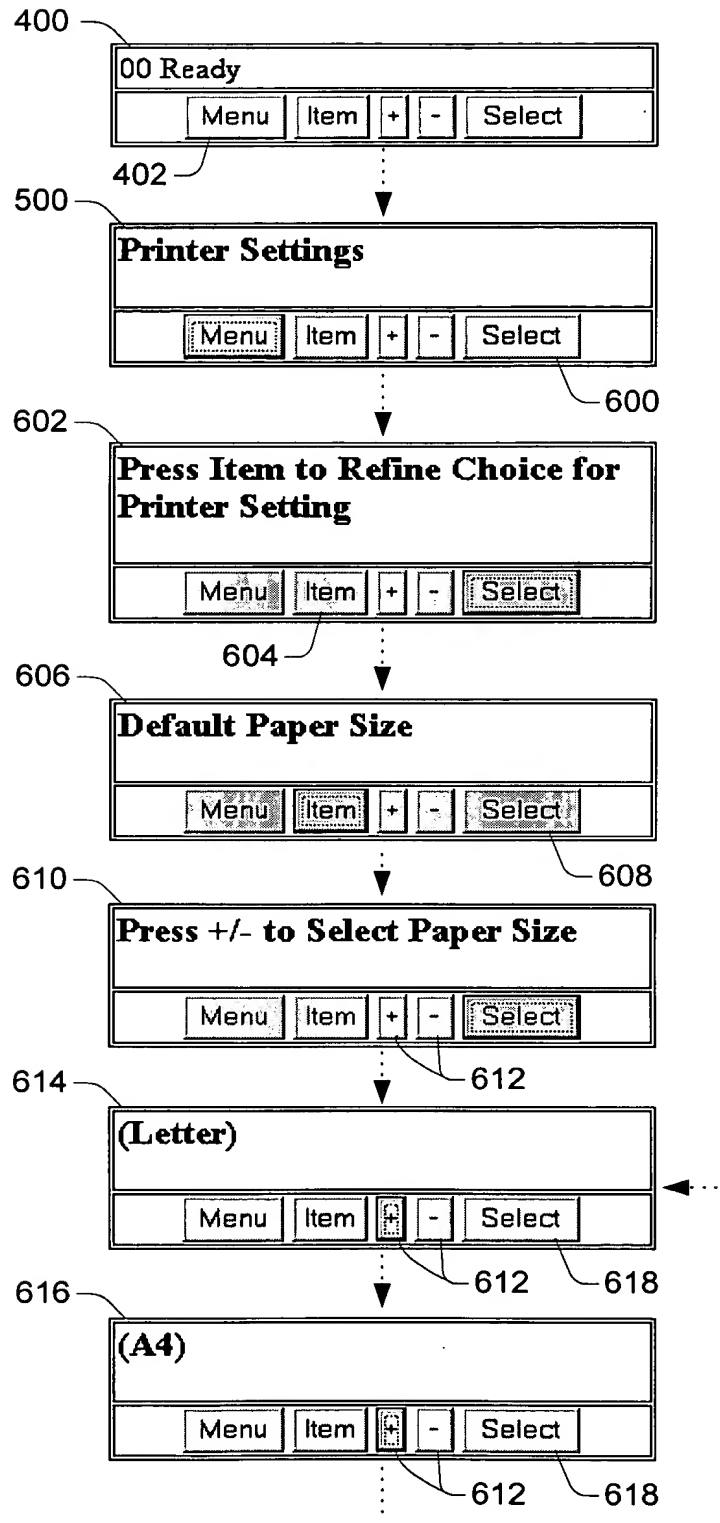 400
00 Ready
Menu Item + - Select
402
500
Printer Settings
Menu Item + - Select
600
602
Press Item to Refine Choice for
Printer Setting
Menu Item + - Select
604
606
Default Paper Size
Menu Item + - Select
608
610
Press +/- to Select Paper Size
Menu Item + - Select
612
614
(Letter)
Menu Item + - Select
612 618
616
(A4)
Menu Item + - Select
612 618